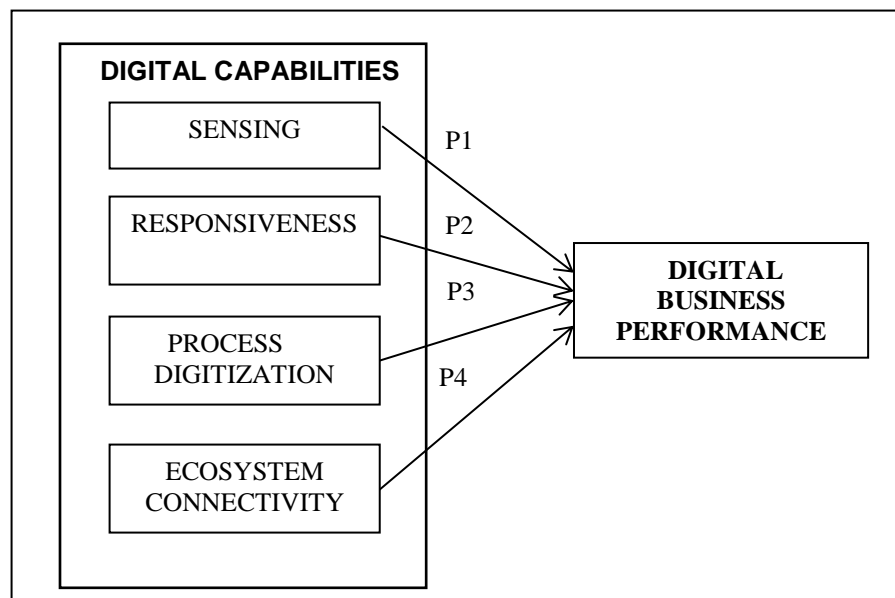 DIGITAL CAPABILITIES
SENSING
P1
RESPONSIVENESS
P2
P3
DIGITAL
BUSINESS
PERFORMANCE
PROCESS
DIGITIZATION
P4
ECOSYSTEM
CONNECTIVITY